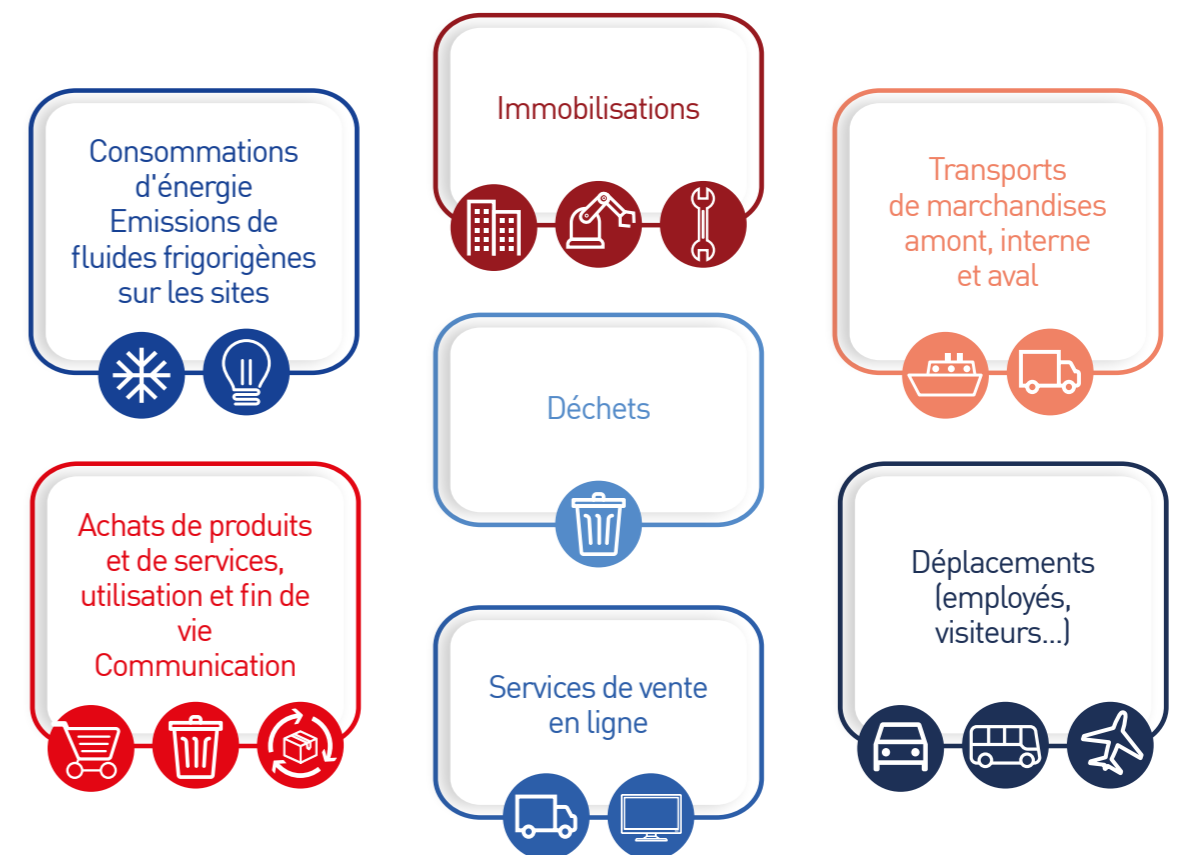 Immobilisations
Consommations
d'énergie
Emissions de
fluides frigorigènes
sur les sites
Transports
de marchandises
amont, interne
et aval
Déchets
Achats de produits
et de services,
utilisation et fin de
vie
Communication
Déplacements
(employés,
visiteurs...)
Services de vente
en ligne